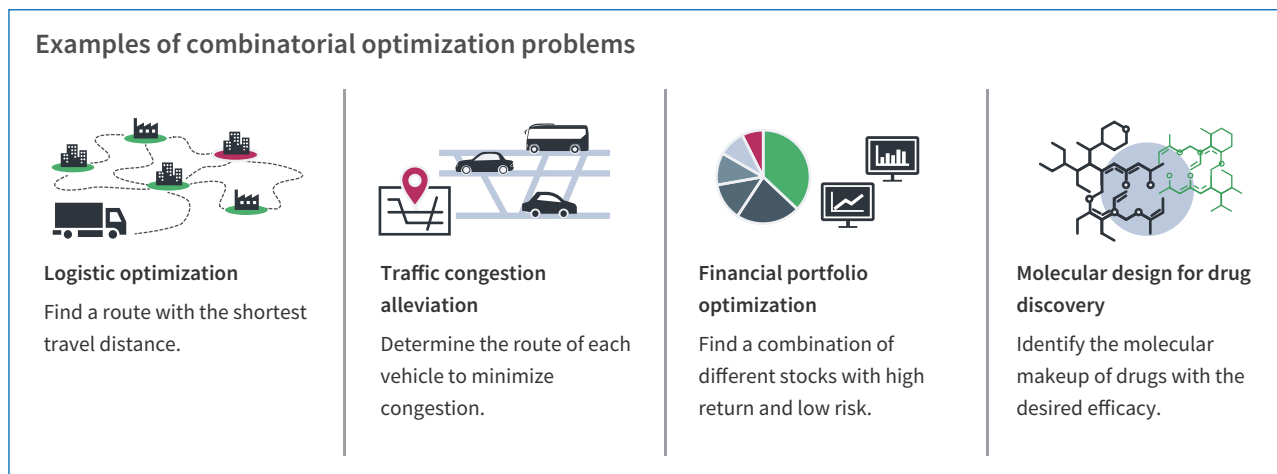 Examples of combinatorial optimization problems
Logistic optimization
Find a route with the shortest
travel distance.
Traffic congestion
alleviation
Determine the route of each
vehicle to minimize
congestion.
Financial portfolio
optimization
Find a combination of
different stocks with high
return and low risk.
Molecular design for drug
discovery
Identify the molecular
makeup of drugs with the
desired efficacy.